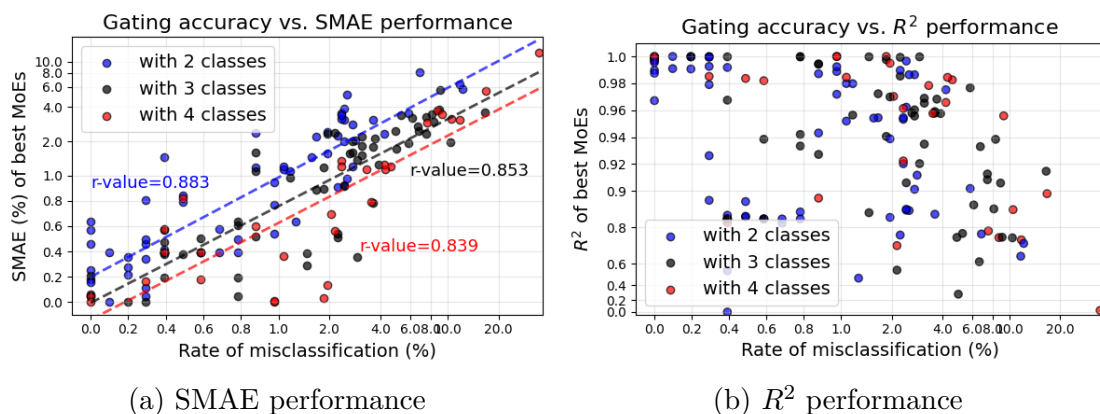 Gating accuracy vs. SMAE performance
SMAE (%) of best MoEs
10.0
8.0
6.0
4.0
2.0
1.0
0.8
0.6
0.4
0.2
0.0
with 2 classes
with 3 classes
with 4 classes
r-value=0.883
r-value=0.853
r-value=0.839
0.0 0.2 0.4 0.6 0.8 1.0 2.0 4.0 6.0 8.0 10.0 20.0
Rate of misclassification (%)
(a) SMAE performance
Gating accuracy vs. R² performance
R² of best MoEs
1.0
0.98
0.96
0.94
0.92
0.9
0.8
0.6
0.4
0.2
0.0
with 2 classes
with 3 classes
with 4 classes
0.0 0.2 0.4 0.6 0.8 1.0 2.0 4.0 6.0 8.0 10.0 20.0
Rate of misclassification (%)
(b) R² performance